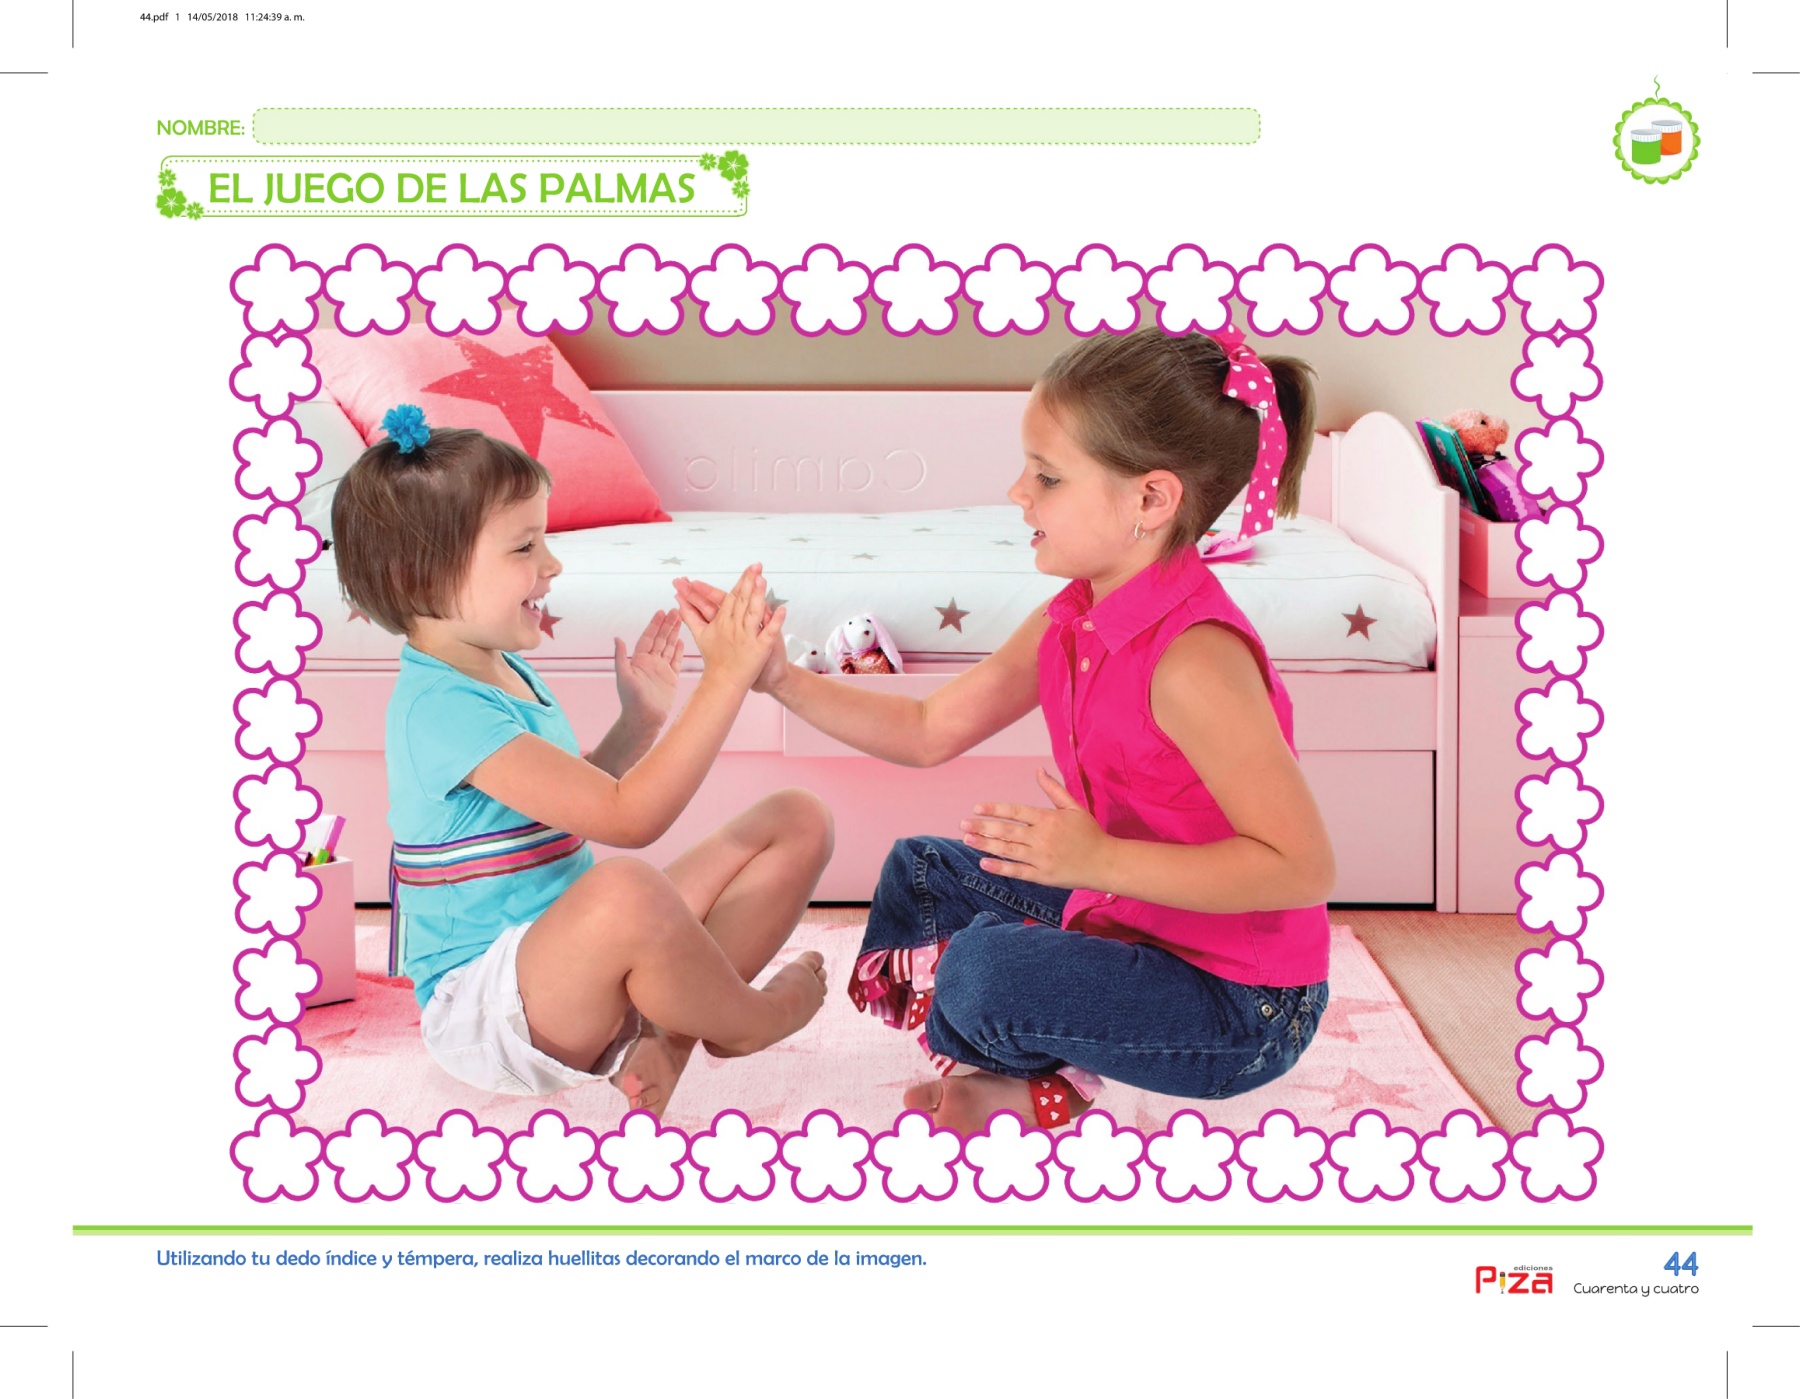 44.pdf 1 14/05/2018 11:24:39 a. m.
NOMBRE:
EL JUEGO DE LAS PALMAS
Camila
Utilizando tu dedo índice y témpera, realiza huellitas decorando el marco de la imagen.
ediciones
Piza
44
Cuarenta y cuatro